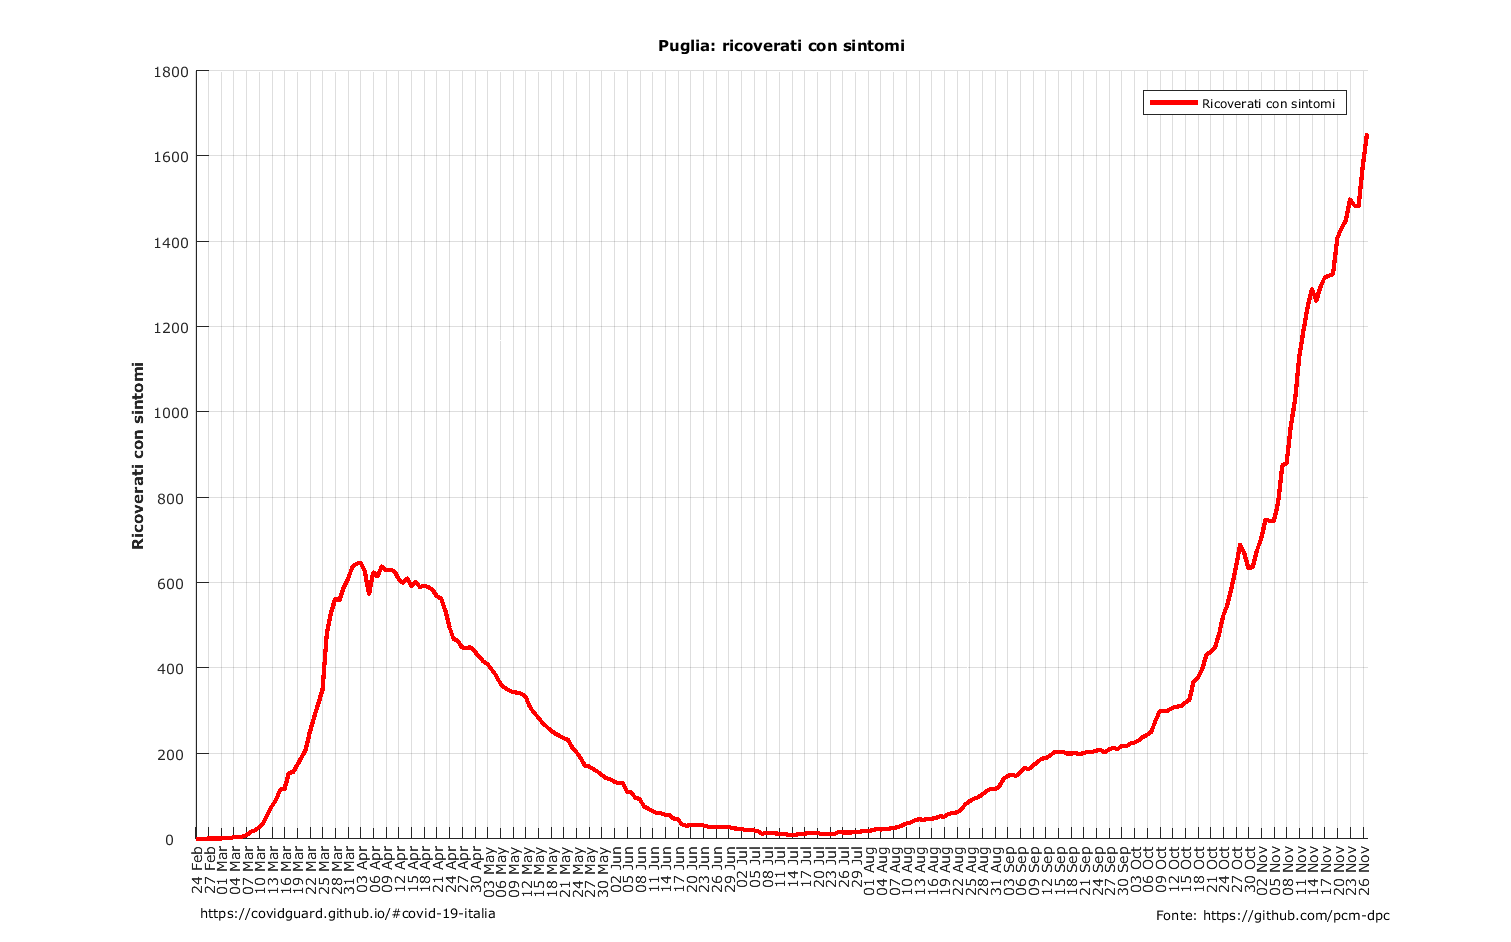 Puglia: ricoverati con sintomi
Ricoverati con sintomi
Ricoverati con sintomi
1800
1600
1400
1200
1000
800
600
400
200
0
24 Feb
27 Feb
01 Mar
04 Mar
07 Mar
10 Mar
13 Mar
16 Mar
19 Mar
22 Mar
25 Mar
28 Mar
31 Mar
03 Apr
06 Apr
09 Apr
12 Apr
15 Apr
18 Apr
21 Apr
24 Apr
27 Apr
30 Apr
03 May
06 May
09 May
12 May
15 May
18 May
21 May
24 May
27 May
30 May
02 Jun
05 Jun
08 Jun
11 Jun
14 Jun
17 Jun
20 Jun
23 Jun
26 Jun
29 Jun
02 Jul
05 Jul
08 Jul
11 Jul
14 Jul
17 Jul
20 Jul
23 Jul
26 Jul
29 Jul
01 Aug
04 Aug
07 Aug
10 Aug
13 Aug
16 Aug
19 Aug
22 Aug
25 Aug
28 Aug
31 Aug
03 Sep
06 Sep
09 Sep
12 Sep
15 Sep
18 Sep
21 Sep
24 Sep
27 Sep
30 Sep
03 Oct
06 Oct
09 Oct
12 Oct
15 Oct
18 Oct
21 Oct
24 Oct
27 Oct
30 Oct
02 Nov
05 Nov
08 Nov
11 Nov
14 Nov
17 Nov
20 Nov
23 Nov
26 Nov
https://covidguard.github.io/#covid-19-italia
Fonte: https://github.com/pcm-dpc